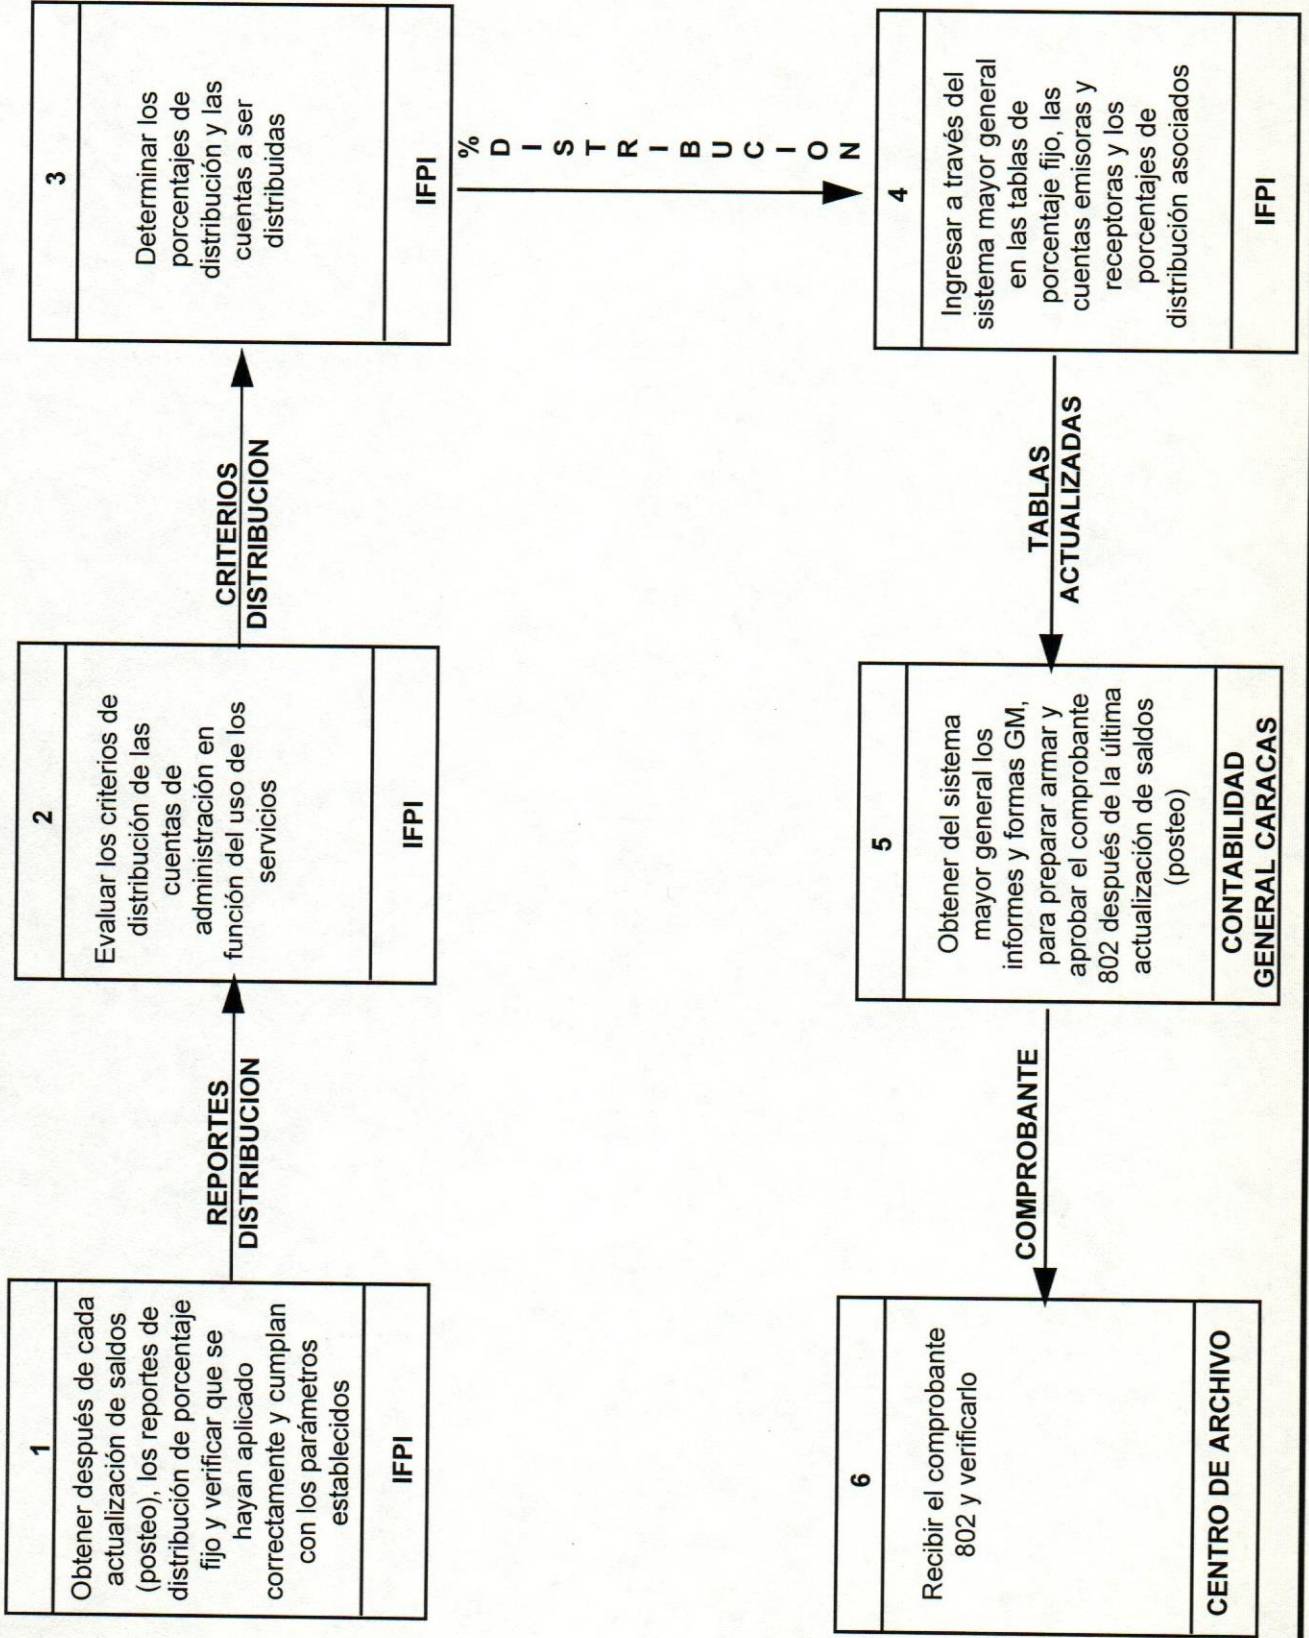 1
Obtener después de cada
actualización de saldos
(posteo), los reportes de
distribución de porcentaje
fijo y verificar que se
hayan aplicado
correctamente y cumplan
con los parámetros
establecidos
IFPI
REPORTES
DISTRIBUCION
2
Evaluar los criterios de
distribución de las
cuentas de
administración en
función del uso de los
servicios
IFPI
CRITERIOS
DISTRIBUCION
3
Determinar los
porcentajes de
distribución y las
cuentas a ser
distribuidas
IFPI
%
D
I
S
T
R
I
B
U
C
I
O
N
4
Ingresar a través del
sistema mayor general
en las tablas de
porcentaje fijo, las
cuentas emisoras y
receptoras y los
porcentajes de
distribución asociados
IFPI
TABLAS
ACTUALIZADAS
5
Obtener del sistema
mayor general los
informes y formas GM,
para preparar armar y
aprobar el comprobante
802 después de la última
actualización de saldos
(posteo)
CONTABILIDAD
GENERAL CARACAS
COMPROBANTE
6
Recibir el comprobante
802 y verificarlo
CENTRO DE ARCHIVO